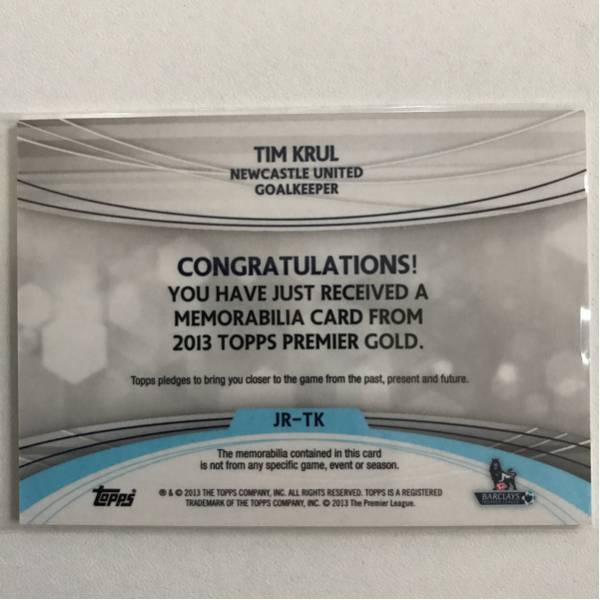 TIM KRUL
NEWCASTLE UNITED
GOALKEEPER
CONGRATULATIONS!
YOU HAVE JUST RECEIVED A
MEMORABILIA CARD FROM
2013 TOPPS PREMIER GOLD.
Topps pledges to bring you closer to the game from the past, present and future.
JR-TK
The memorabilia contained in this card
is not from any specific game, event or season.
Topps
® & © 2013 THE TOPPS COMPANY, INC. ALL RIGHTS RESERVED. TOPPS IS A REGISTERED
TRADEMARK OF THE TOPPS COMPANY, INC. © 2013 The Premier League.
BARCLAYS
PREMIER LEAGUE